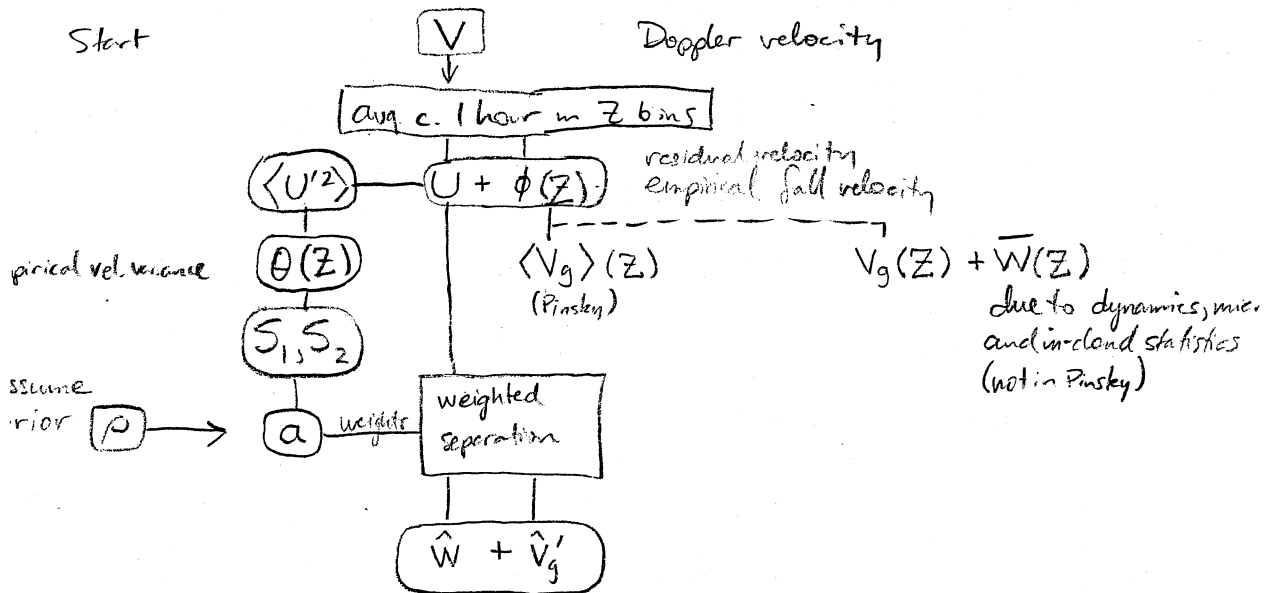 Start
V
Doppler velocity
avg c. 1 hour in Z bins
⟨U'²⟩
U + ϕ(Z)
residual velocity
empirical fall velocity
pirical vel. variance
θ(Z)
⟨Vg⟩(Z)
(Pinsky)
Vg(Z) + W̅(Z)
due to dynamics, mic.
and in-cloud statistics
(not in Pinsky)
S₁, S₂
ssume
rior
ρ
a
weights
weighted
separation
Ŵ + V̂g'